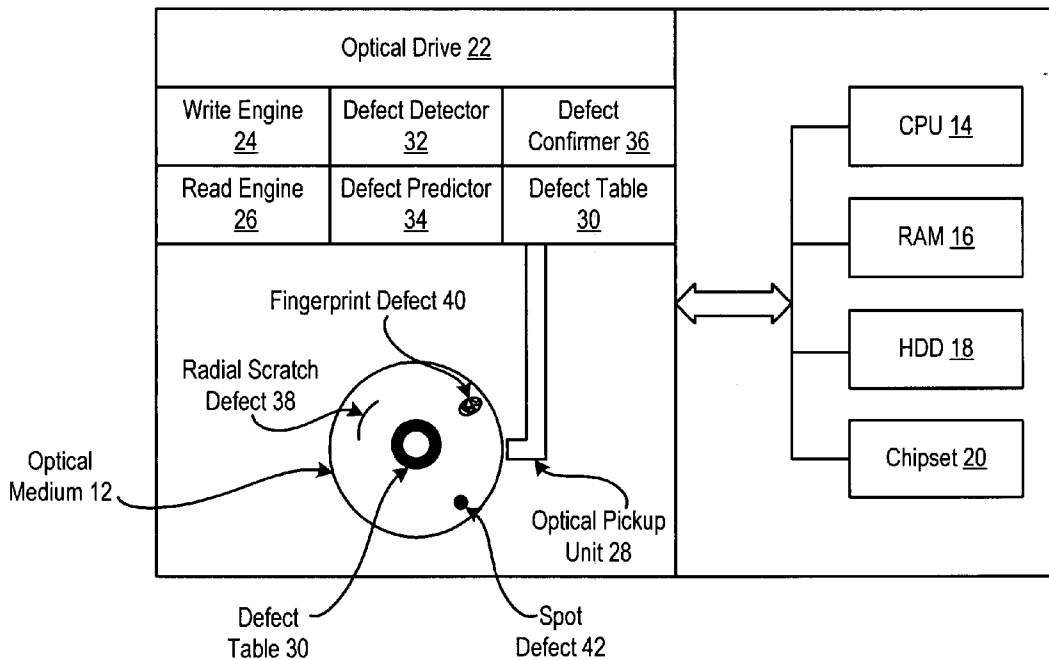 Optical Drive 22
Write Engine
24
Defect Detector
32
Defect
Confirmer 36
Read Engine
26
Defect Predictor
34
Defect Table
30
CPU 14
RAM 16
HDD 18
Chipset 20
Fingerprint Defect 40
Radial Scratch
Defect 38
Optical
Medium 12
Optical Pickup
Unit 28
Defect
Table 30
Spot
Defect 42